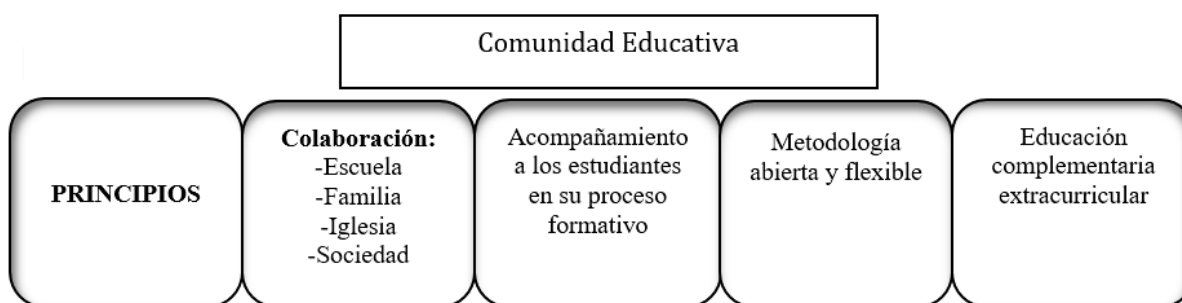 Comunidad Educativa
PRINCIPIOS
Colaboración:
-Escuela
-Familia
-Iglesia
-Sociedad
Acompañamiento
a los estudiantes
en su proceso
formativo
Metodología
abierta y flexible
Educación
complementaria
extracurricular